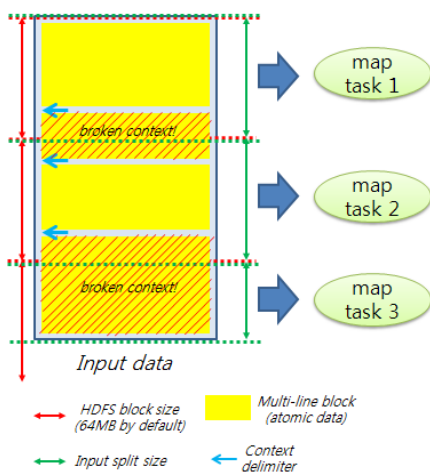 map
task 1
broken context!
map
task 2
broken context!
map
task 3
Input data
HDFS block size
(64MB by default)
Multi-line block
(atomic data)
Input split size
Context
delimiter